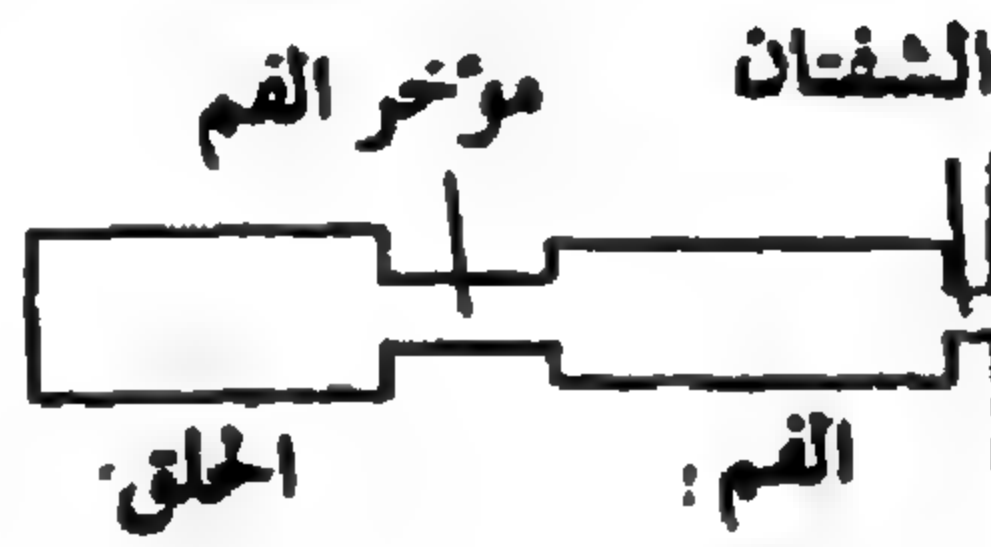 الشفتان
مؤخر الفم
الفم :
الحلق